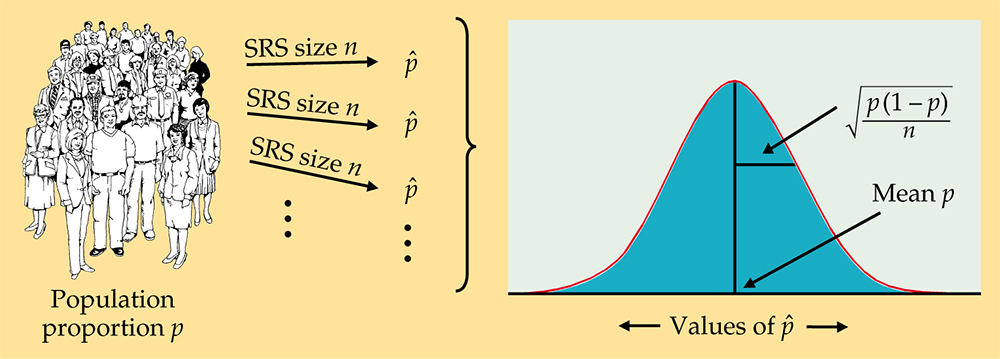 SRS size n
p̂
SRS size n
p̂
SRS size n
p̂
Population
proportion p
√(p(1 − p)/n)
Mean p
Values of p̂